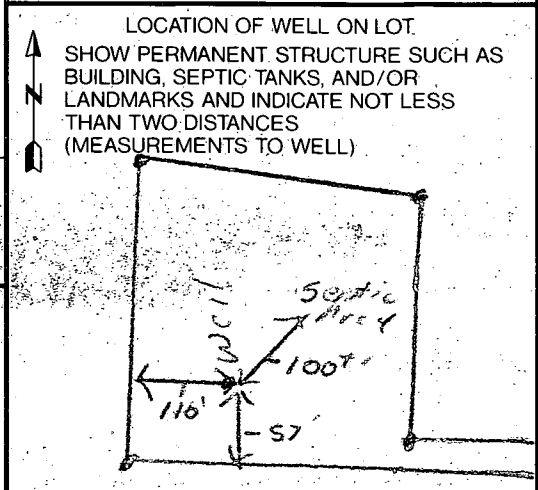 LOCATION OF WELL ON LOT.
SHOW PERMANENT STRUCTURE SUCH AS
BUILDING, SEPTIC TANKS, AND/OR
N LANDMARKS AND INDICATE NOT LESS
THAN TWO DISTANCES
(MEASUREMENTS TO WELL)
Septic
Area
Well
100+
110'
57